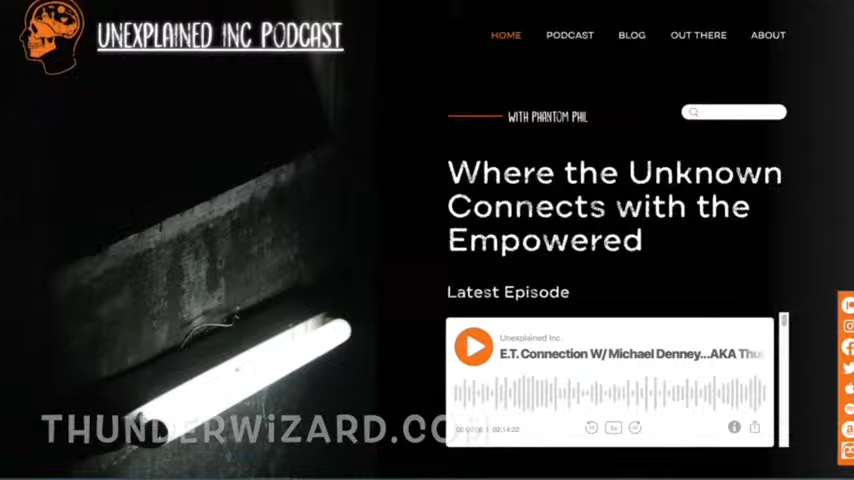 UNEXPLAINED INC PODCAST
HOME
PODCAST
BLOG
OUT THERE
ABOUT
WITH PHANTOM PHIL
Where the Unknown
Connects with the
Empowered
Latest Episode
Unexplained Inc.
E.T. Connection W/ Michael Denney...AKA Thu
1x
02:14:22
THUNDERWiZARD.COM